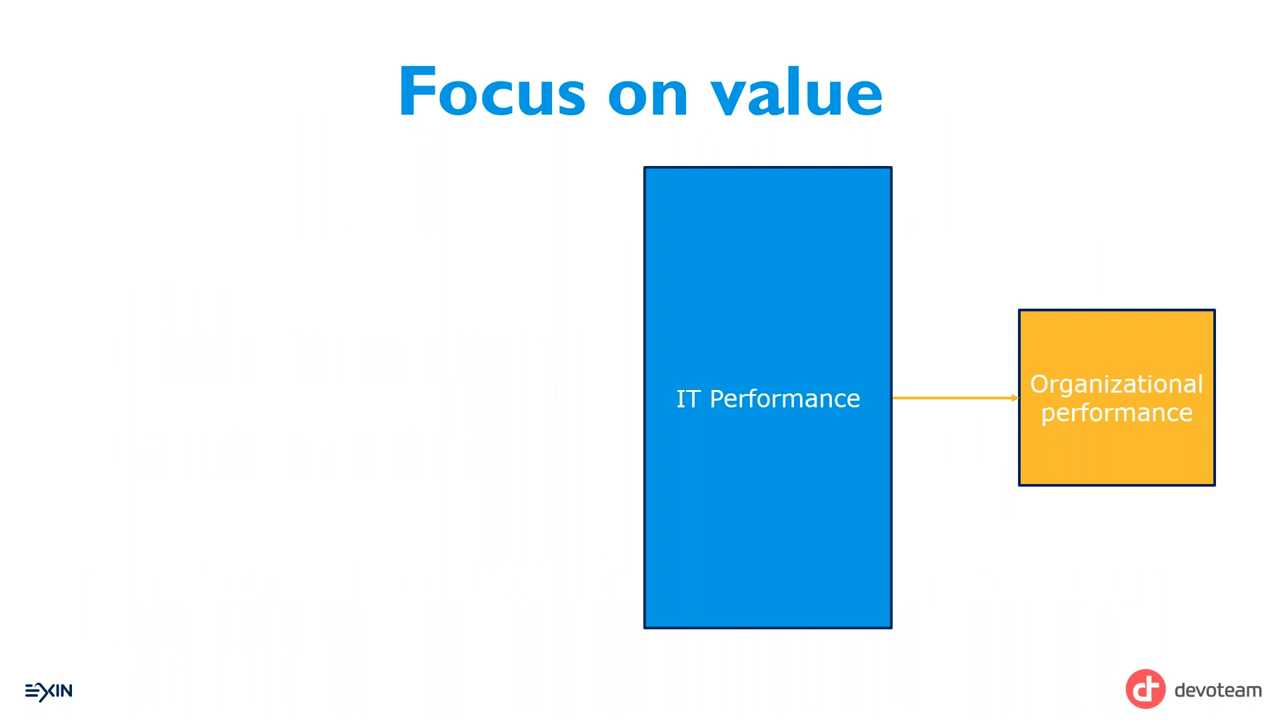 Focus on value
IT Performance
Organizational
performance
EXIN
devoteam